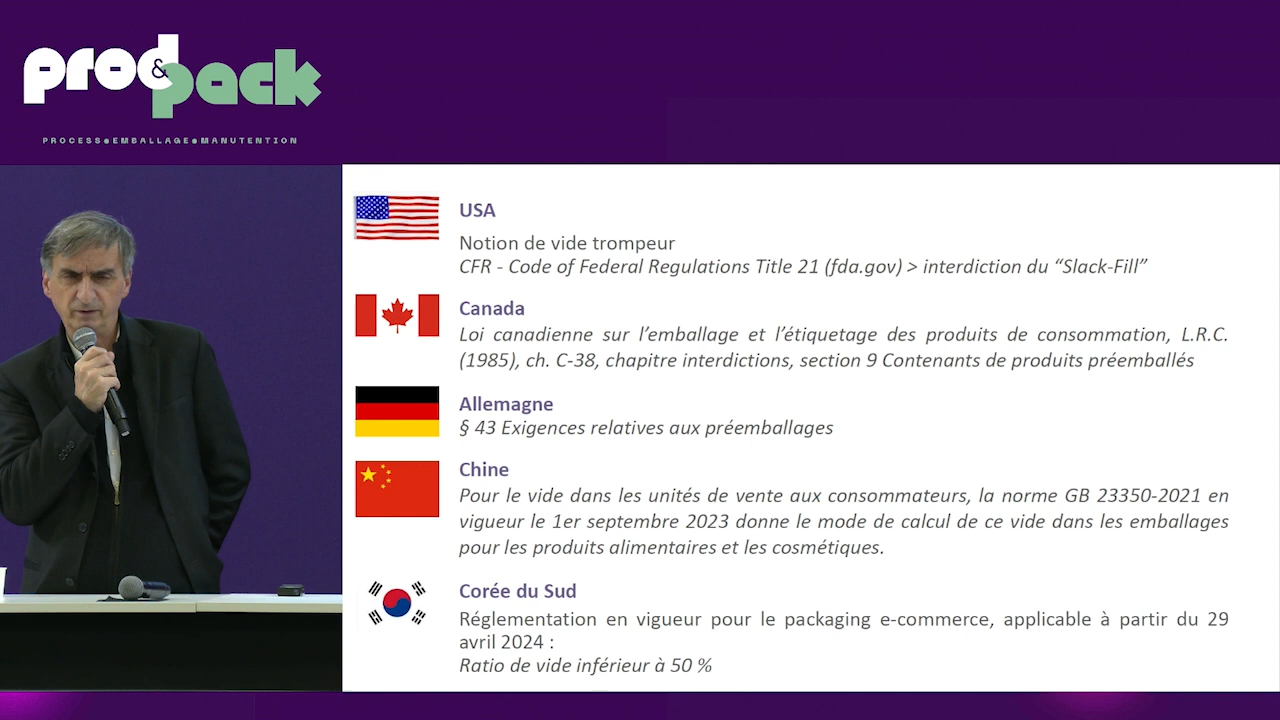 prod&pack
PROCESS●EMBALLAGE●MANUTENTION
USA
Notion de vide trompeur
CFR - Code of Federal Regulations Title 21 (fda.gov) > interdiction du “Slack-Fill”
Canada
Loi canadienne sur l’emballage et l’étiquetage des produits de consommation, L.R.C.
(1985), ch. C-38, chapitre interdictions, section 9 Contenants de produits préemballés
Allemagne
§ 43 Exigences relatives aux préemballages
Chine
Pour le vide dans les unités de vente aux consommateurs, la norme GB 23350-2021 en
vigueur le 1er septembre 2023 donne le mode de calcul de ce vide dans les emballages
pour les produits alimentaires et les cosmétiques.
Corée du Sud
Réglementation en vigueur pour le packaging e-commerce, applicable à partir du 29
avril 2024 :
Ratio de vide inférieur à 50 %